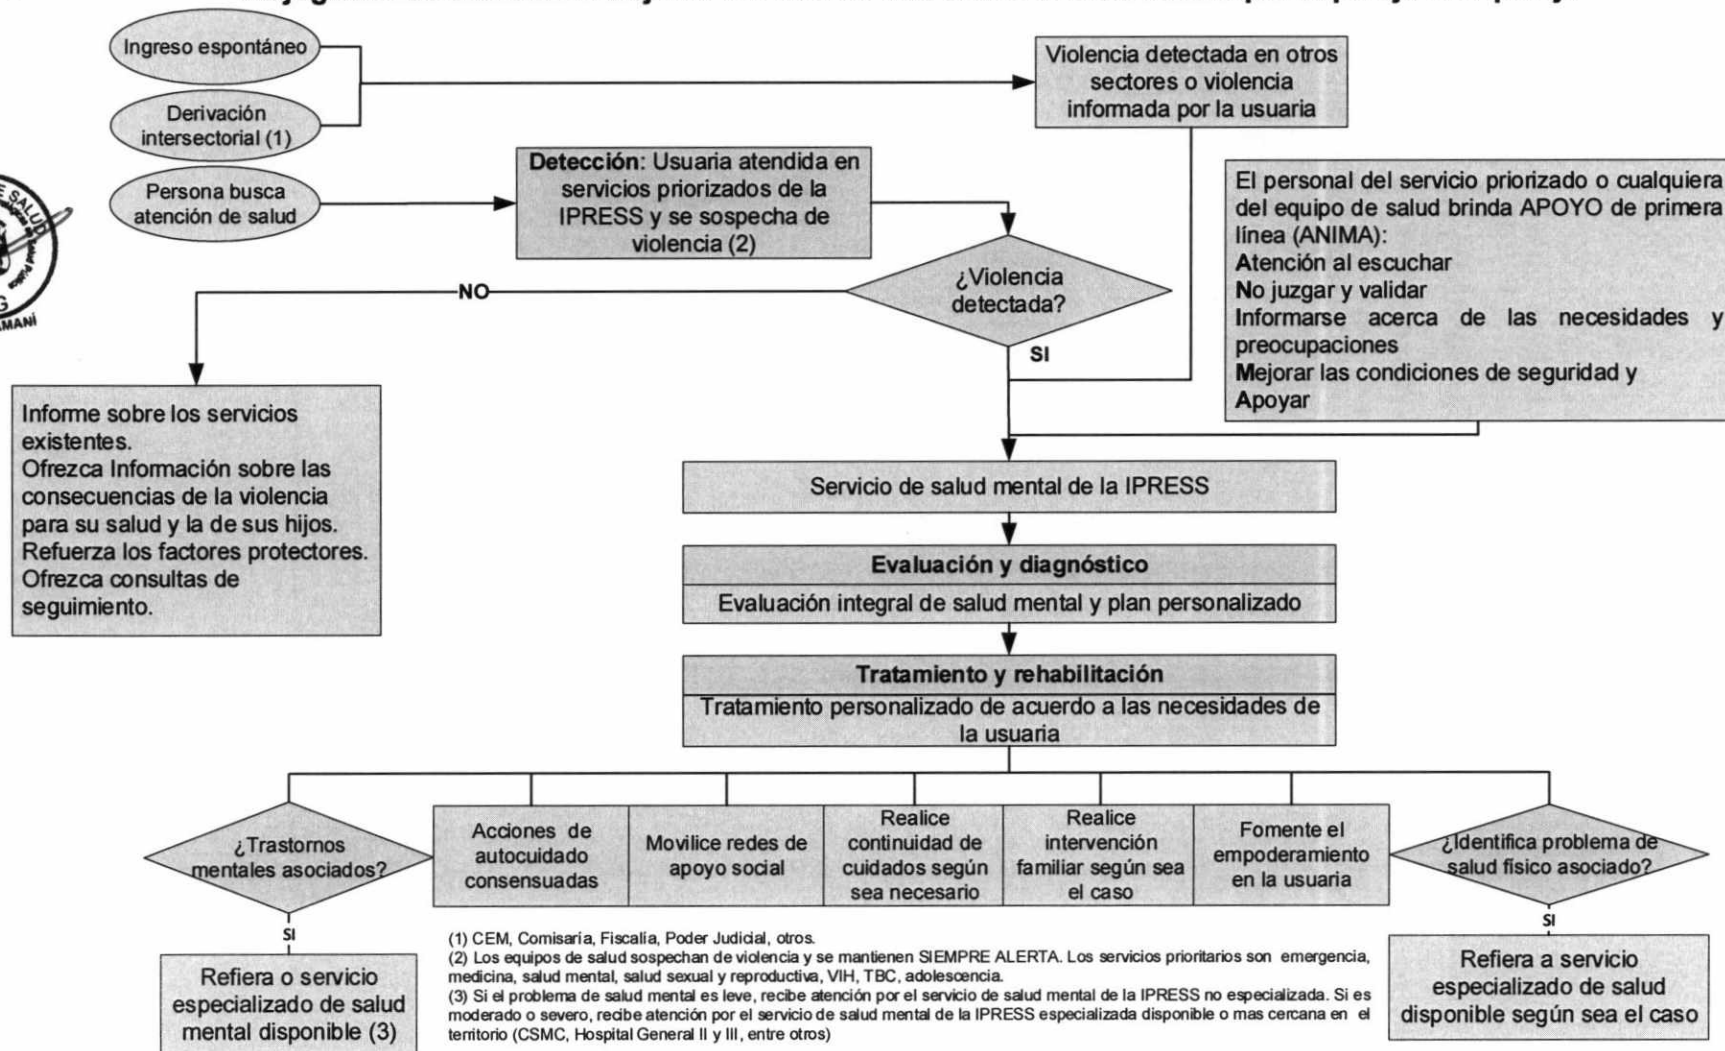 Ingreso espontáneo
Derivación
intersectorial (1)
Persona busca
atención de salud
Violencia detectada en otros
sectores o violencia
informada por la usuaria
Detección: Usuaria atendida en
servicios priorizados de la
IPRESS y se sospecha de
violencia (2)
El personal del servicio priorizado o cualquiera
del equipo de salud brinda APOYO de primera
línea (ANIMA):
Atención al escuchar
No juzgar y validar
Informarse acerca de las necesidades y
preocupaciones
Mejorar las condiciones de seguridad y
Apoyar
¿Violencia
detectada?
NO
SI
Informe sobre los servicios
existentes.
Ofrezca Información sobre las
consecuencias de la violencia
para su salud y la de sus hijos.
Refuerza los factores protectores.
Ofrezca consultas de
seguimiento.
Servicio de salud mental de la IPRESS
Evaluación y diagnóstico
Evaluación integral de salud mental y plan personalizado
Tratamiento y rehabilitación
Tratamiento personalizado de acuerdo a las necesidades de
la usuaria
¿Trastornos
mentales asociados?
Acciones de
autocuidado
consensuadas
Movilice redes de
apoyo social
Realice
continuidad de
cuidados según
sea necesario
Realice
intervención
familiar según sea
el caso
Fomente el
empoderamiento
en la usuaria
¿Identifica problema de
salud físico asociado?
SI
SI
Refiera o servicio
especializado de salud
mental disponible (3)
Refiera a servicio
especializado de salud
disponible según sea el caso
(1) CEM, Comisaría, Fiscalía, Poder Judicial, otros.
(2) Los equipos de salud sospechan de violencia y se mantienen SIEMPRE ALERTA. Los servicios prioritarios son emergencia,
medicina, salud mental, salud sexual y reproductiva, VIH, TBC, adolescencia.
(3) Si el problema de salud mental es leve, recibe atención por el servicio de salud mental de la IPRESS no especializada. Si es
moderado o severo, recibe atención por el servicio de salud mental de la IPRESS especializada disponible o mas cercana en el
territorio (CSMC, Hospital General II y III, entre otros)